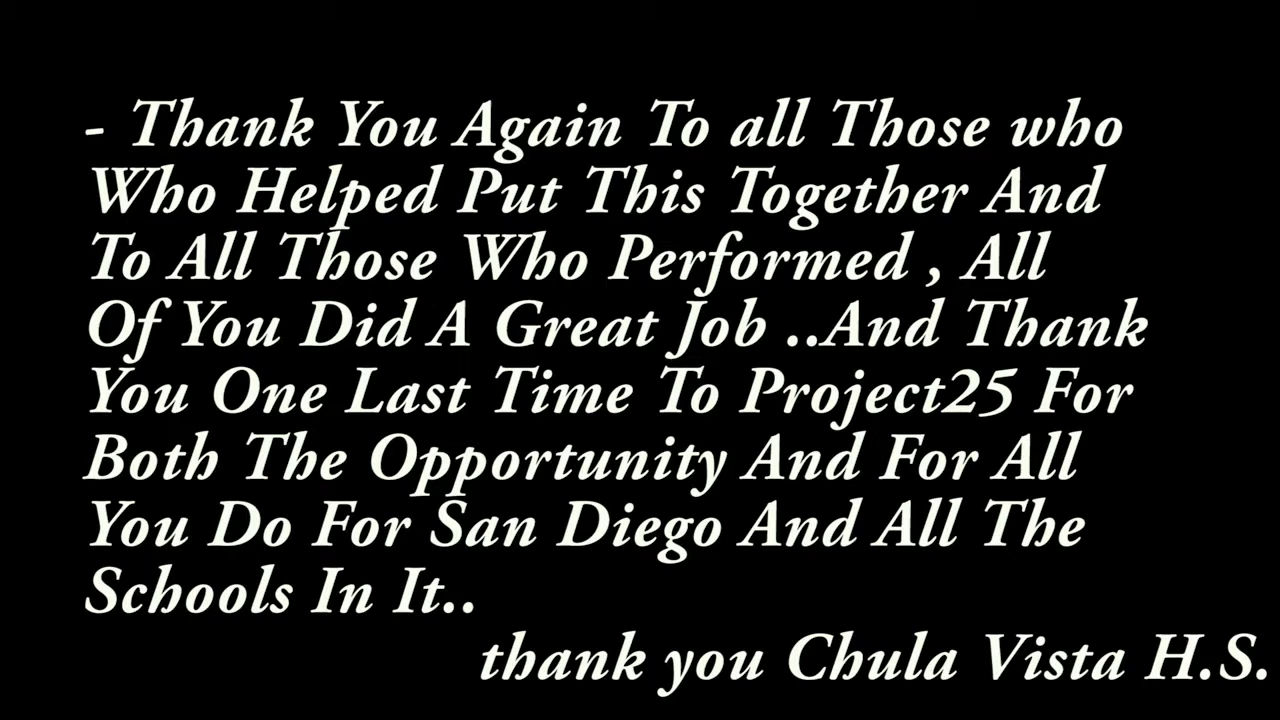 - Thank You Again To all Those who
Who Helped Put This Together And
To All Those Who Performed , All
Of You Did A Great Job ..And Thank
You One Last Time To Project25 For
Both The Opportunity And For All
You Do For San Diego And All The
Schools In It..
thank you Chula Vista H.S.